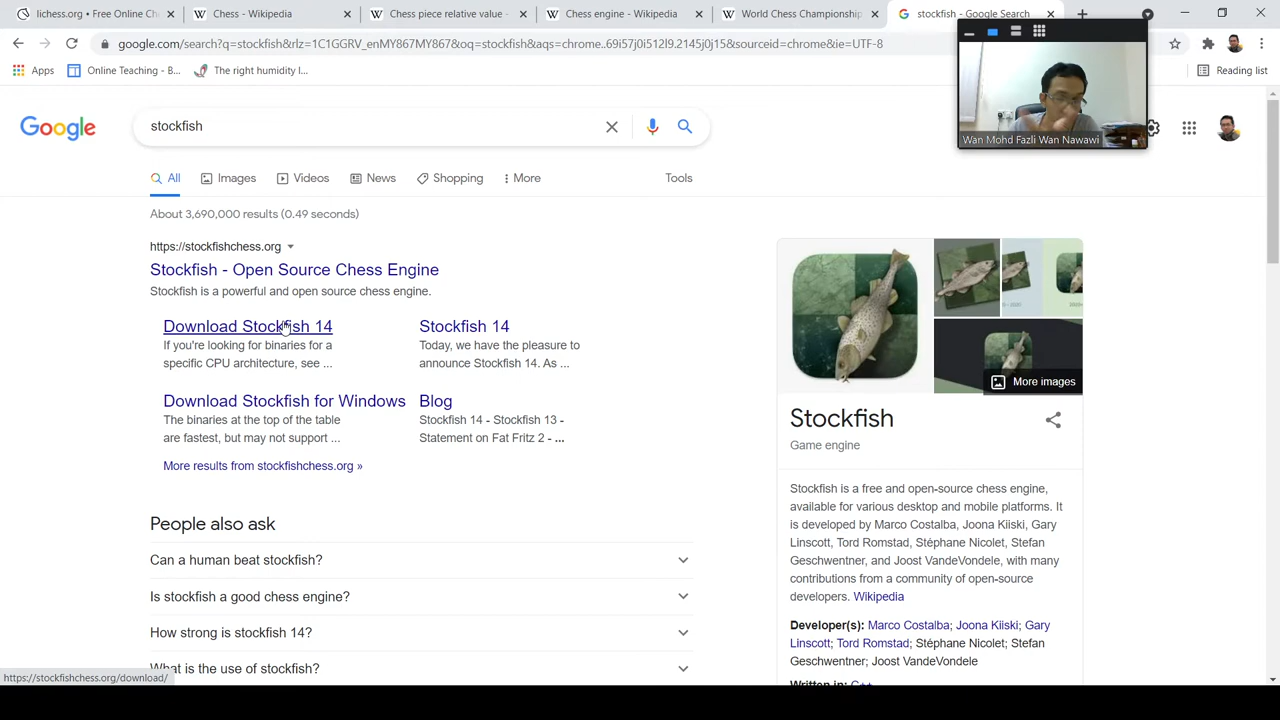 lichess.org • Free Online Che
Chess - Wikipedia
Chess piece relative value -
Chess engine - Wikipedia
World Chess Championship
stockfish - Google Search
google.com/search?q=stockfish&
RV_enMY867MY867&oq=stockfish&aqs=chrome.0i57j0i512l9.2145j0j15&sourceid=chrome&ie=UTF-8
Apps
Online Teaching - B...
The right humidity l...
Reading list
Wan Mohd Fazli Wan Nawawi
Google
stockfish
All
Images
Videos
News
Shopping
More
Tools
About 3,690,000 results (0.49 seconds)
https://stockfishchess.org
Stockfish - Open Source Chess Engine
Stockfish is a powerful and open source chess engine.
Download Stockfish 14
If you're looking for binaries for a
specific CPU architecture, see ...
Stockfish 14
Today, we have the pleasure to
announce Stockfish 14. As ...
Download Stockfish for Windows
The binaries at the top of the table
are fastest, but may not support ...
Blog
Stockfish 14 - Stockfish 13 -
Statement on Fat Fritz 2 - ...
More results from stockfishchess.org »
People also ask
Can a human beat stockfish?
Is stockfish a good chess engine?
How strong is stockfish 14?
What is the use of stockfish?
https://stockfishchess.org/download/
More images
Stockfish
Game engine
Stockfish is a free and open-source chess engine,
available for various desktop and mobile platforms. It
is developed by Marco Costalba, Joona Kiiski, Gary
Linscott, Tord Romstad, Stéphane Nicolet, Stefan
Geschwentner, and Joost VandeVondele, with many
contributions from a community of open-source
developers. Wikipedia
Developer(s): Marco Costalba; Joona Kiiski; Gary
Linscott; Tord Romstad; Stéphane Nicolet; Stefan
Geschwentner; Joost VandeVondele
Written in: C++